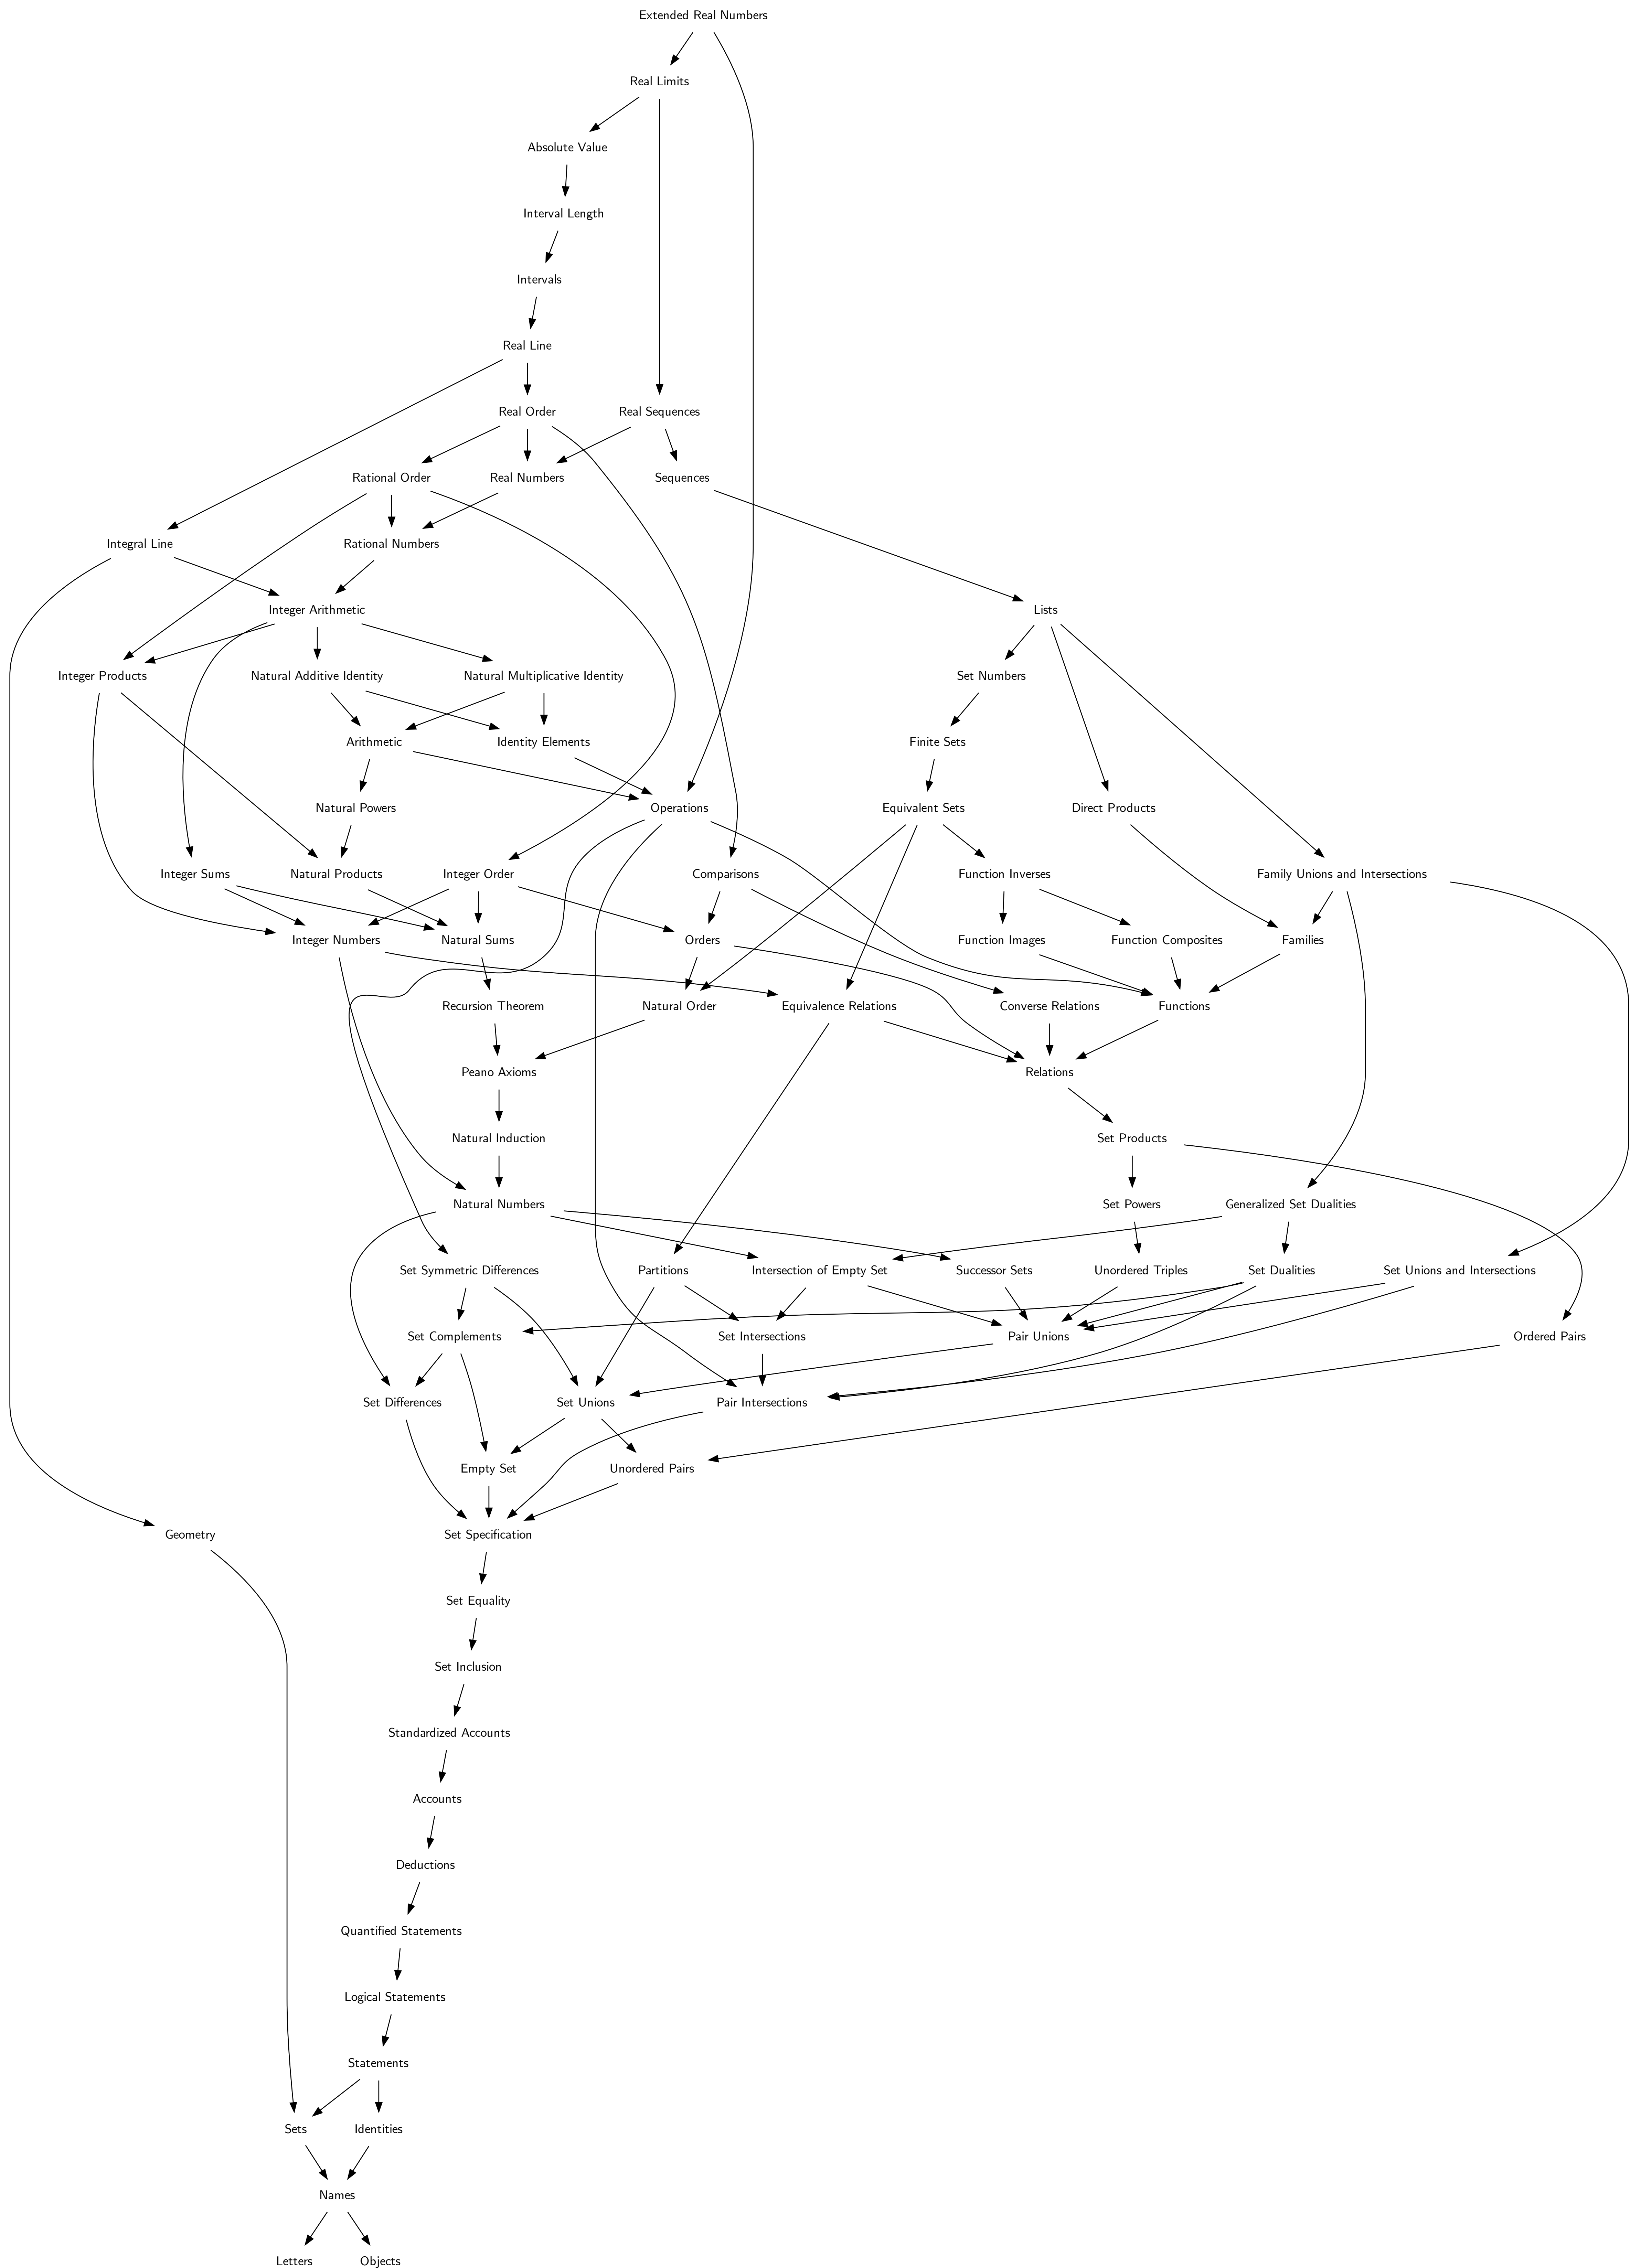 Extended Real Numbers
Real Limits
Absolute Value
Interval Length
Intervals
Real Line
Real Order
Real Sequences
Rational Order
Real Numbers
Sequences
Integral Line
Rational Numbers
Integer Arithmetic
Lists
Integer Products
Natural Additive Identity
Natural Multiplicative Identity
Set Numbers
Arithmetic
Identity Elements
Finite Sets
Natural Powers
Operations
Equivalent Sets
Direct Products
Integer Sums
Natural Products
Integer Order
Comparisons
Function Inverses
Family Unions and Intersections
Integer Numbers
Natural Sums
Orders
Function Images
Function Composites
Families
Recursion Theorem
Natural Order
Equivalence Relations
Converse Relations
Functions
Peano Axioms
Relations
Natural Induction
Set Products
Natural Numbers
Set Powers
Generalized Set Dualities
Set Symmetric Differences
Partitions
Intersection of Empty Set
Successor Sets
Unordered Triples
Set Dualities
Set Unions and Intersections
Set Complements
Set Intersections
Pair Unions
Ordered Pairs
Set Differences
Set Unions
Pair Intersections
Empty Set
Unordered Pairs
Geometry
Set Specification
Set Equality
Set Inclusion
Standardized Accounts
Accounts
Deductions
Quantified Statements
Logical Statements
Statements
Sets
Identities
Names
Letters
Objects